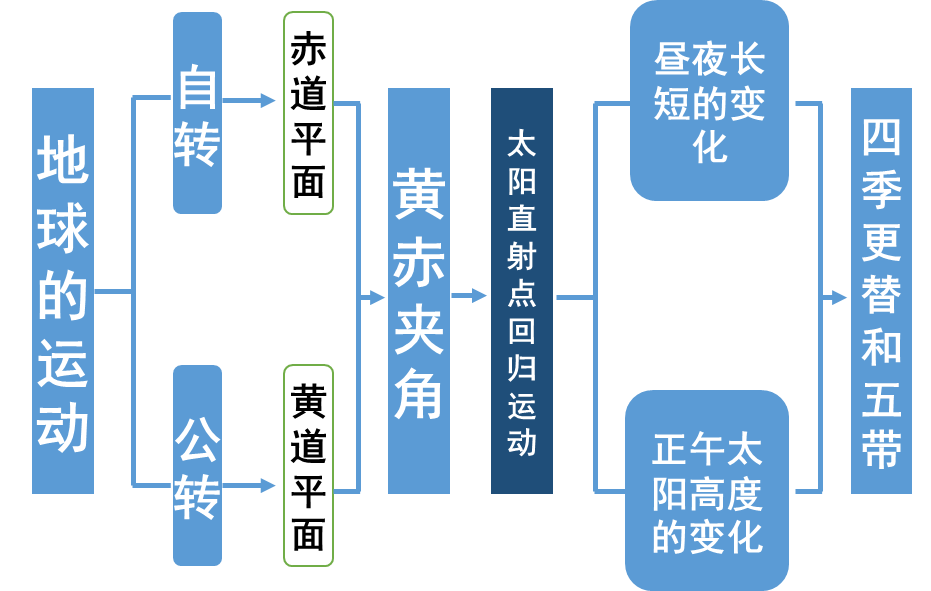 地球的运动
自转
公转
赤道平面
黄道平面
黄赤夹角
太阳直射点回归运动
昼夜长
短的变
化
正午太
阳高度
的变化
四季更替和五带